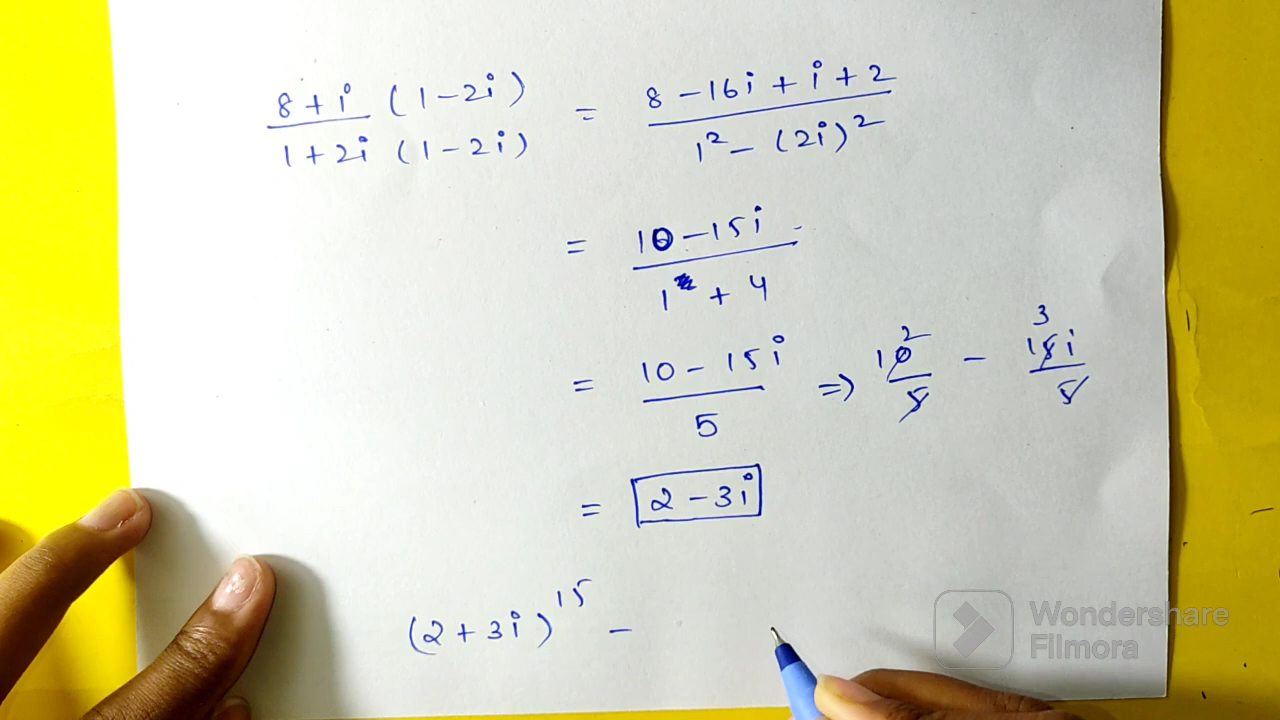 8 + i (1 - 2i) = 8 - 16i + i + 2
1 + 2i (1 - 2i) 1² - (2i)²
= 10 - 15i
1 + 4
= 10 - 15i ⇒ 10 2 - 15i 3
5 5 5
= 2 - 3i
(2 + 3i)¹⁵ -
Wondershare
Filmora